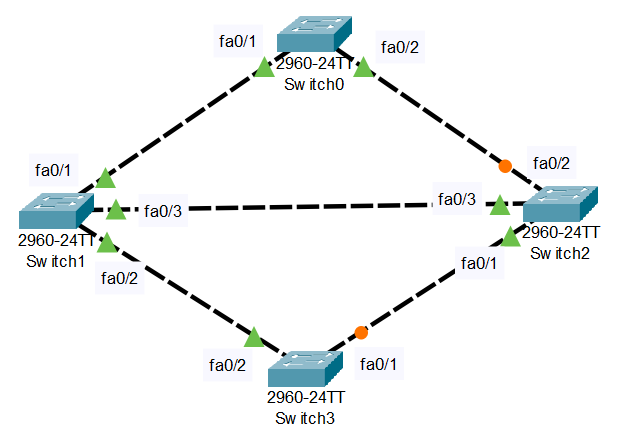 fa0/1
fa0/2
2960-24TT
Switch0
fa0/1
fa0/2
fa0/3
fa0/3
2960-24TT
Switch1
2960-24TT
Switch2
fa0/2
fa0/1
fa0/2
fa0/1
2960-24TT
Switch3